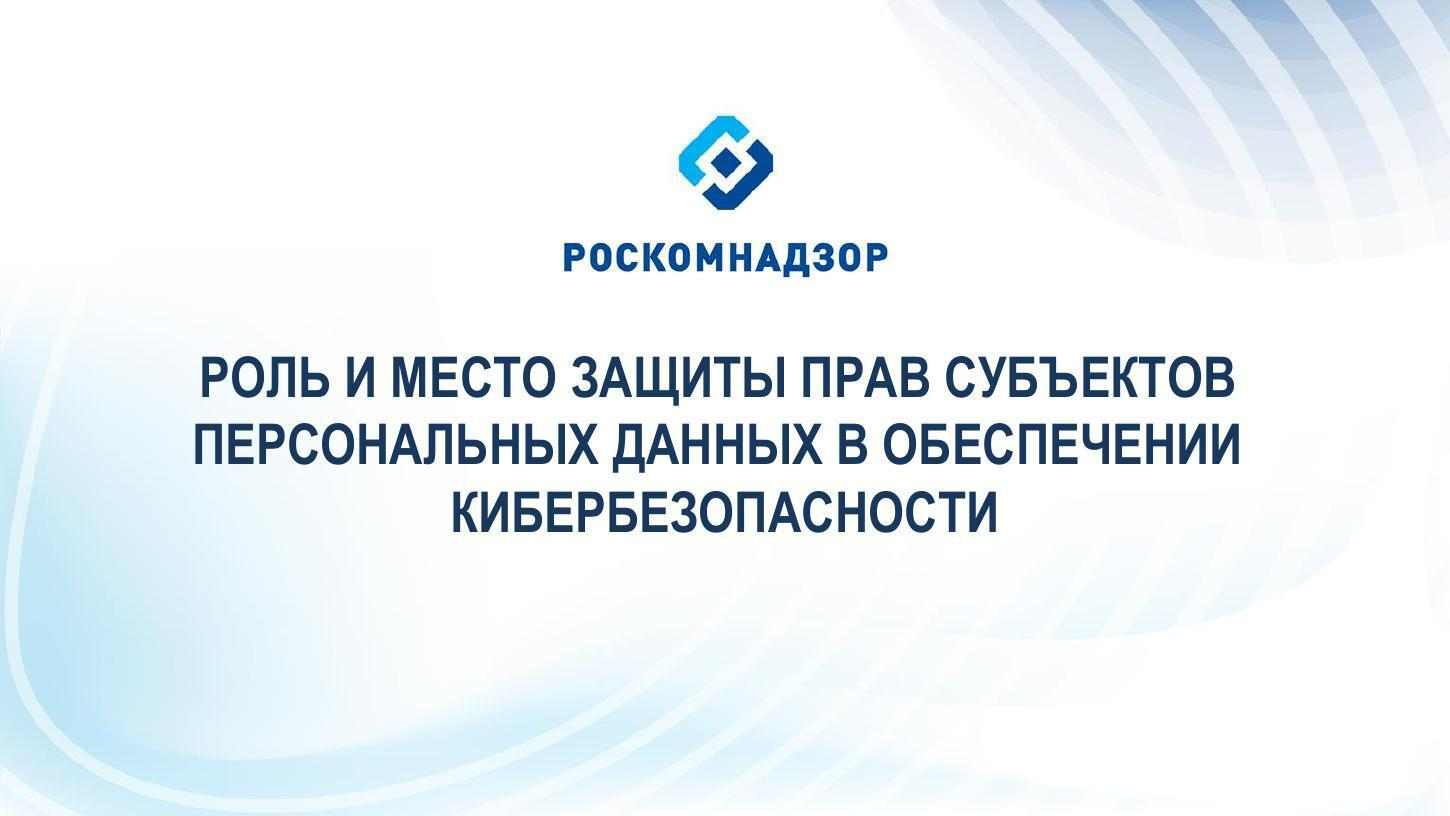 РОСКОМНАДЗОР
РОЛЬ И МЕСТО ЗАЩИТЫ ПРАВ СУБЪЕКТОВ
ПЕРСОНАЛЬНЫХ ДАННЫХ В ОБЕСПЕЧЕНИИ
КИБЕРБЕЗОПАСНОСТИ